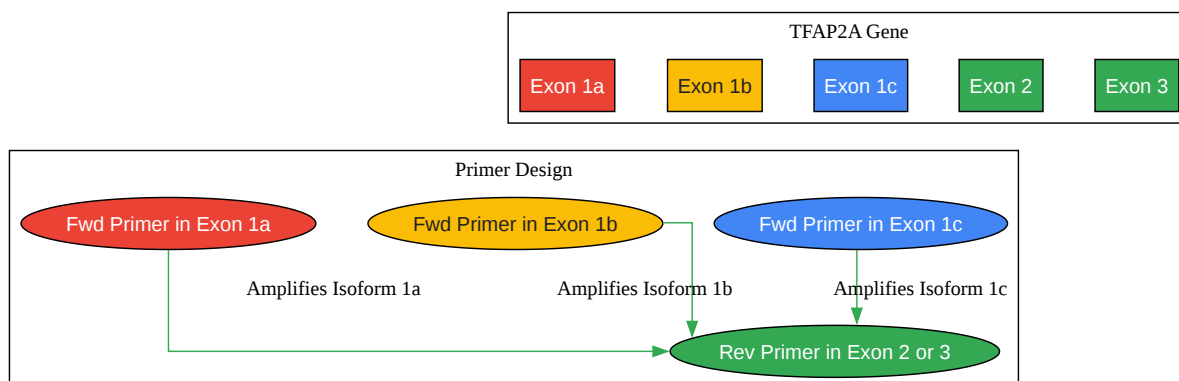 TFAP2A Gene
Exon 1a
Exon 1b
Exon 1c
Exon 2
Exon 3
Primer Design
Fwd Primer in Exon 1a
Fwd Primer in Exon 1b
Fwd Primer in Exon 1c
Amplifies Isoform 1a
Amplifies Isoform 1b
Amplifies Isoform 1c
Rev Primer in Exon 2 or 3